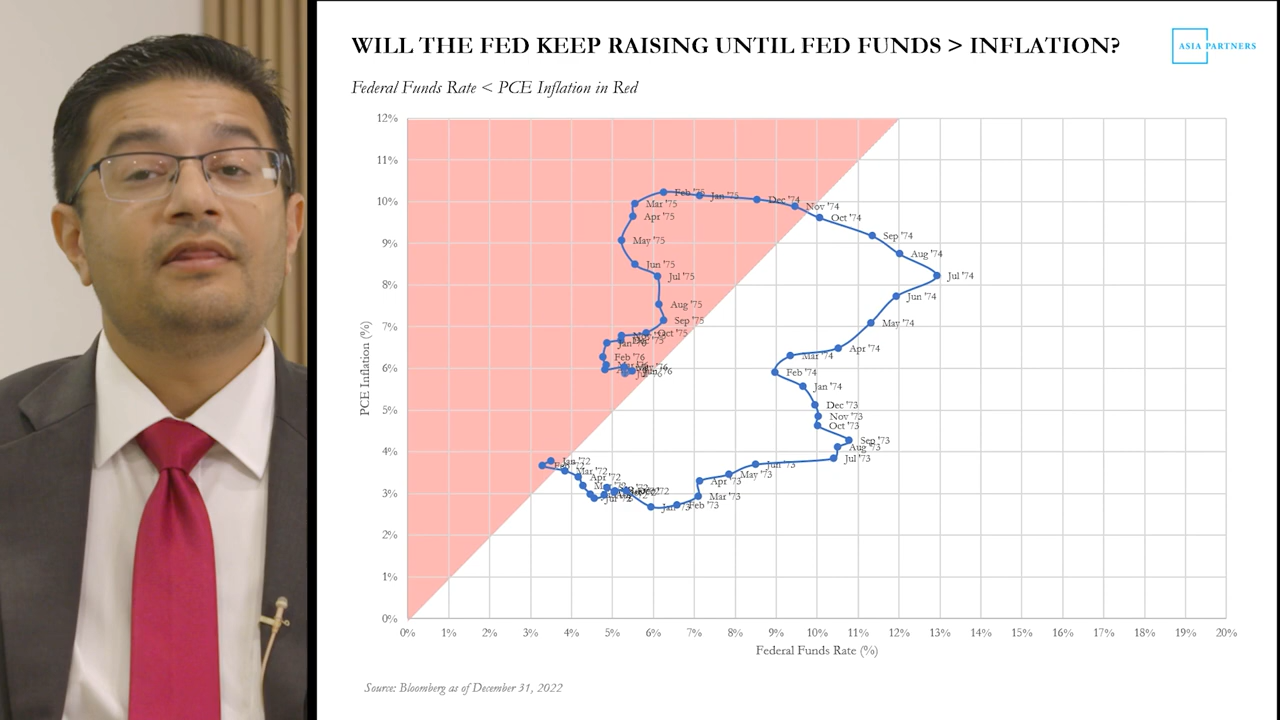 WILL THE FED KEEP RAISING UNTIL FED FUNDS > INFLATION?
ASIA PARTNERS
Federal Funds Rate < PCE Inflation in Red
12%
11%
10%
9%
8%
7%
6%
5%
4%
3%
2%
1%
0%
PCE Inflation (%)
Feb '75
Jan '75
Dec '74
Nov '74
Mar '75
Apr '75
Oct '74
Sep '74
May '75
Aug '74
Jun '75
Jul '75
Jul '74
Aug '75
Jun '74
Sep '75
May '74
Oct '75
Jan '76
Apr '74
Feb '76
Mar '74
Feb '74
Jan '74
Dec '73
Nov '73
Oct '73
Sep '73
Aug '73
Jul '73
Jan '72
Jun '73
Mar '72
May '73
Apr '72
Apr '73
Jul '72
Mar '73
Jan '73
Feb '73
0% 1% 2% 3% 4% 5% 6% 7% 8% 9% 10% 11% 12% 13% 14% 15% 16% 17% 18% 19% 20%
Federal Funds Rate (%)
Source: Bloomberg as of December 31, 2022